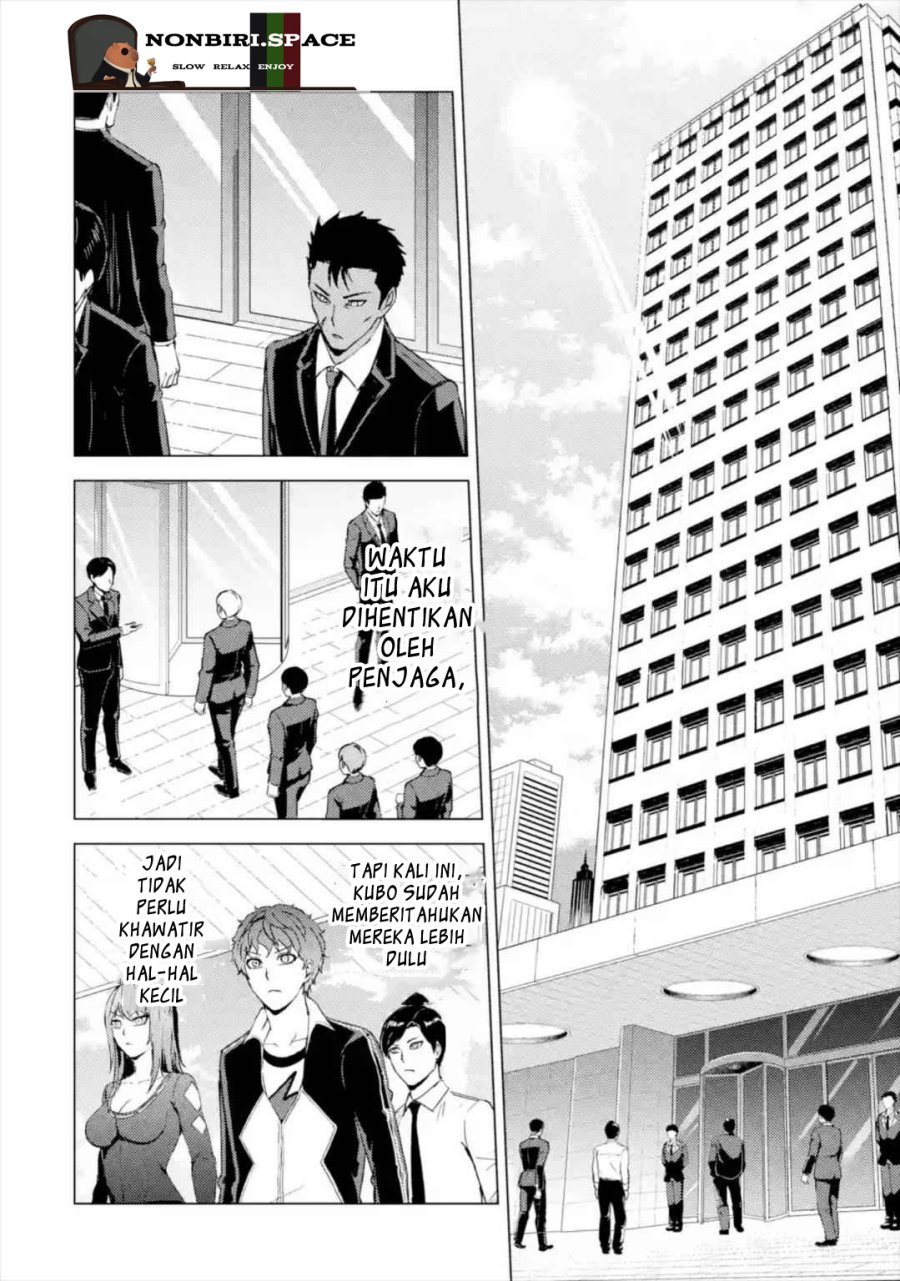 NONBIRI.SPACE
SLOW RELAX ENJOY
WAKTU
ITU AKU
DIHENTIKAN
OLEH
PENJAGA,
TAPI KALI INI,
KUBO SUDAH
MEMBERITAHUKAN
MEREKA LEBIH
DULU
JADI
TIDAK
PERLU
KHAWATIR
DENGAN
HAL-HAL
KECIL